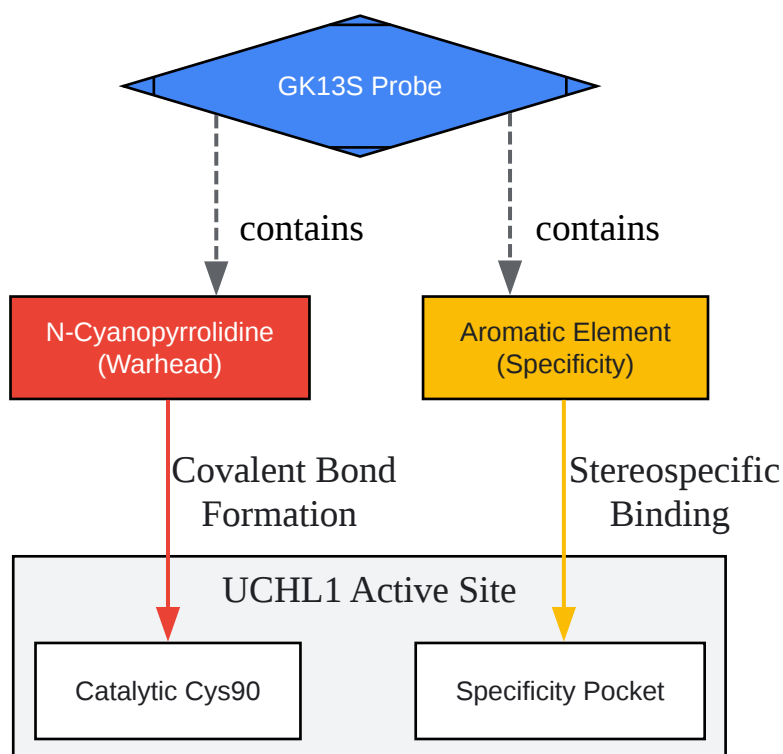 GK13S Probe
contains
contains
N-Cyanopyrrolidine
(Warhead)
Aromatic Element
(Specificity)
Covalent Bond
Formation
Stereospecific
Binding
UCHL1 Active Site
Catalytic Cys90
Specificity Pocket